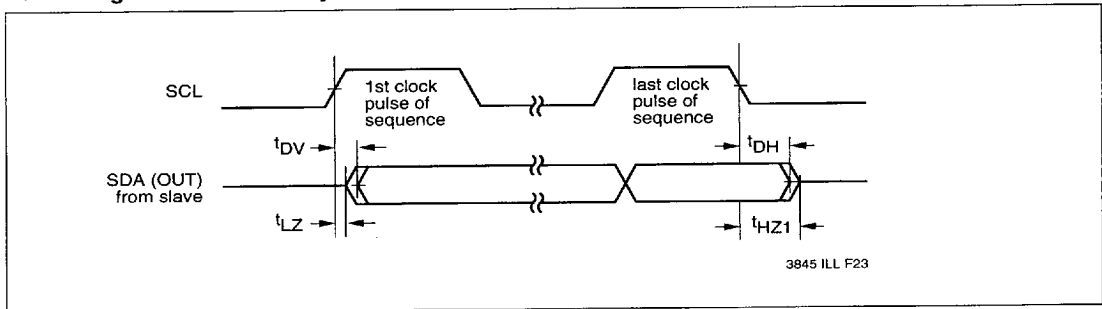 SCL
1st clock
pulse of
sequence
last clock
pulse of
sequence
tDV
tDH
SDA (OUT)
from slave
tLZ
tHZ1
3845 ILL F23